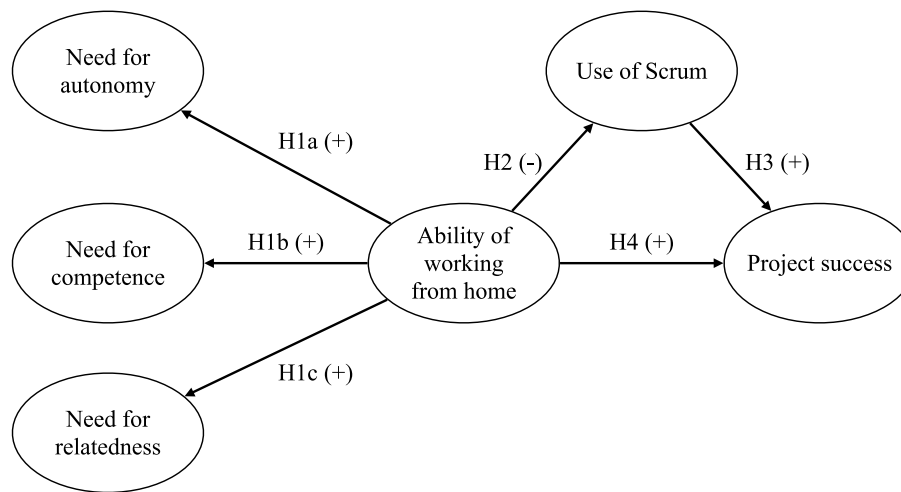 Need for
autonomy
Use of Scrum
H1a (+)
H2 (-)
H3 (+)
Need for
competence
H1b (+)
Ability of
working
from home
H4 (+)
Project success
H1c (+)
Need for
relatedness